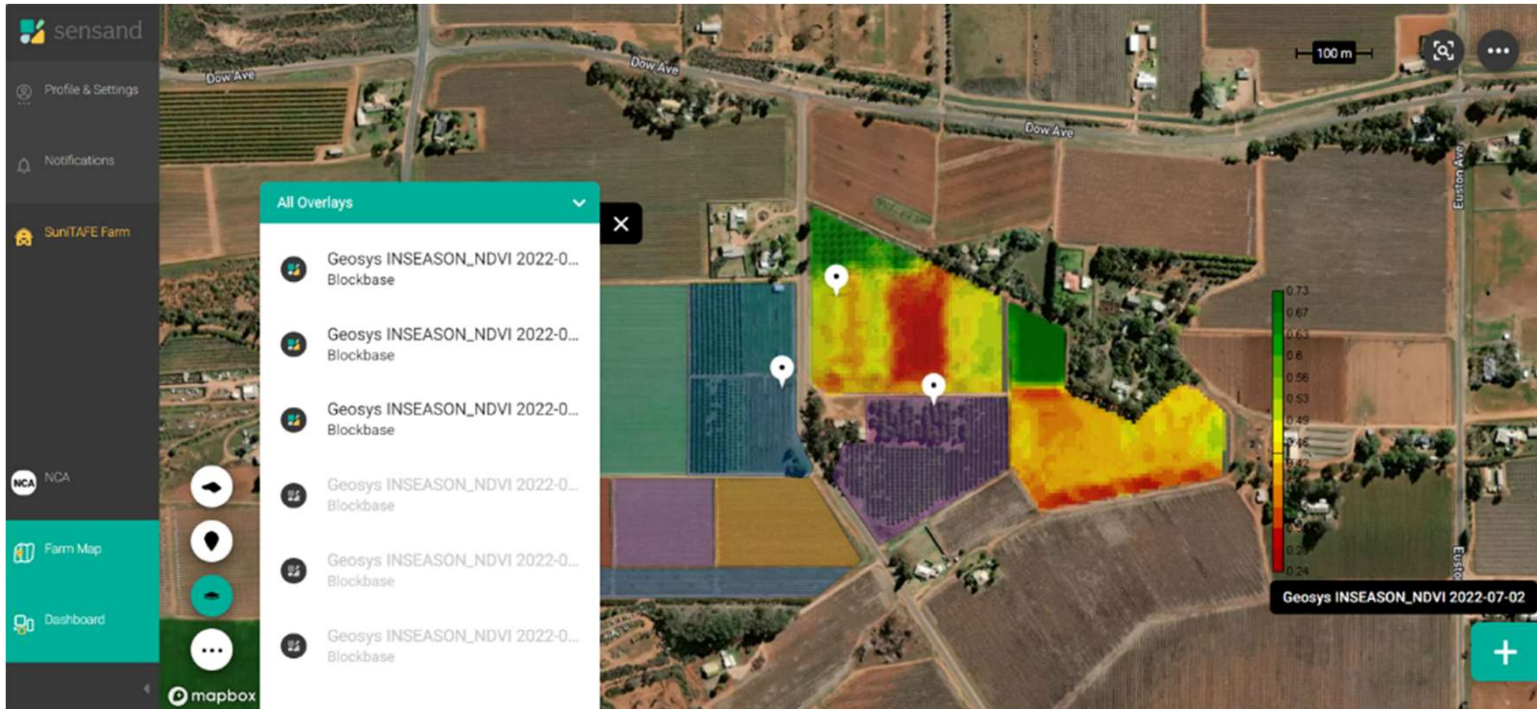 sensand
Profile & Settings
Notifications
SuniTAFE Farm
NCA NCA
Farm Map
Dashboard
mapbox
All Overlays
Geosys INSEASON_NDVI 2022-0...
Blockbase
Geosys INSEASON_NDVI 2022-0...
Blockbase
Geosys INSEASON_NDVI 2022-0...
Blockbase
Geosys INSEASON_NDVI 2022-0...
Blockbase
Geosys INSEASON_NDVI 2022-0...
Blockbase
Geosys INSEASON_NDVI 2022-0...
Blockbase
Dow Ave
Dow Ave
Dow Ave
100 m
Euston Ave
0.73
0.67
0.63
0.6
0.56
0.53
0.49
0.24
Geosys INSEASON_NDVI 2022-07-02